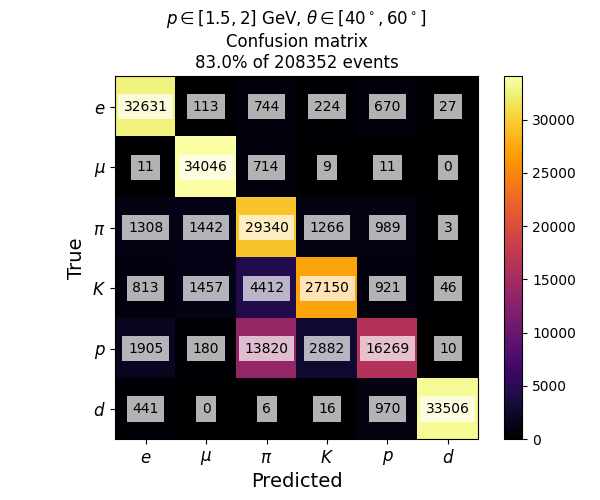 p ∈ [1.5, 2] GeV, θ ∈ [40°, 60°]
Confusion matrix
83.0% of 208352 events
e 32631 113 744 224 670 27
μ 11 34046 714 9 11 0
π 1308 1442 29340 1266 989 3
K 813 1457 4412 27150 921 46
p 1905 180 13820 2882 16269 10
d 441 0 6 16 970 33506
e μ π K p d
Predicted
True
30000
25000
20000
15000
10000
5000
0